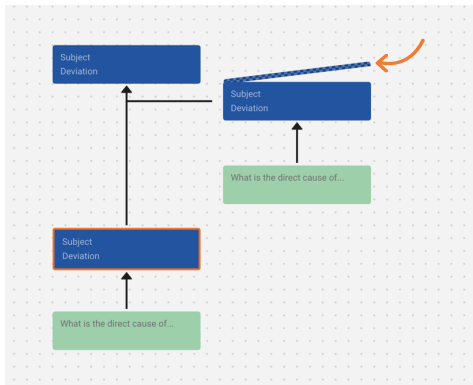 Subject
Deviation
Subject
Deviation
What is the direct cause of...
Subject
Deviation
What is the direct cause of...